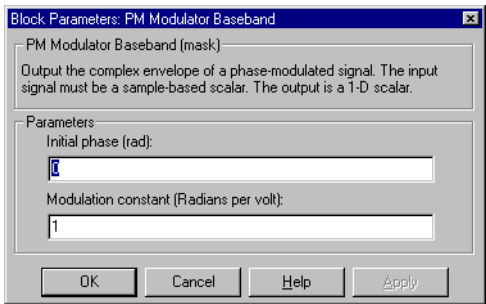 Block Parameters: PM Modulator Baseband
PM Modulator Baseband (mask)
Output the complex envelope of a phase-modulated signal. The input
signal must be a sample-based scalar. The output is a 1-D scalar.
Parameters
Initial phase (rad):
0
Modulation constant (Radians per volt):
1
OK Cancel Help Apply